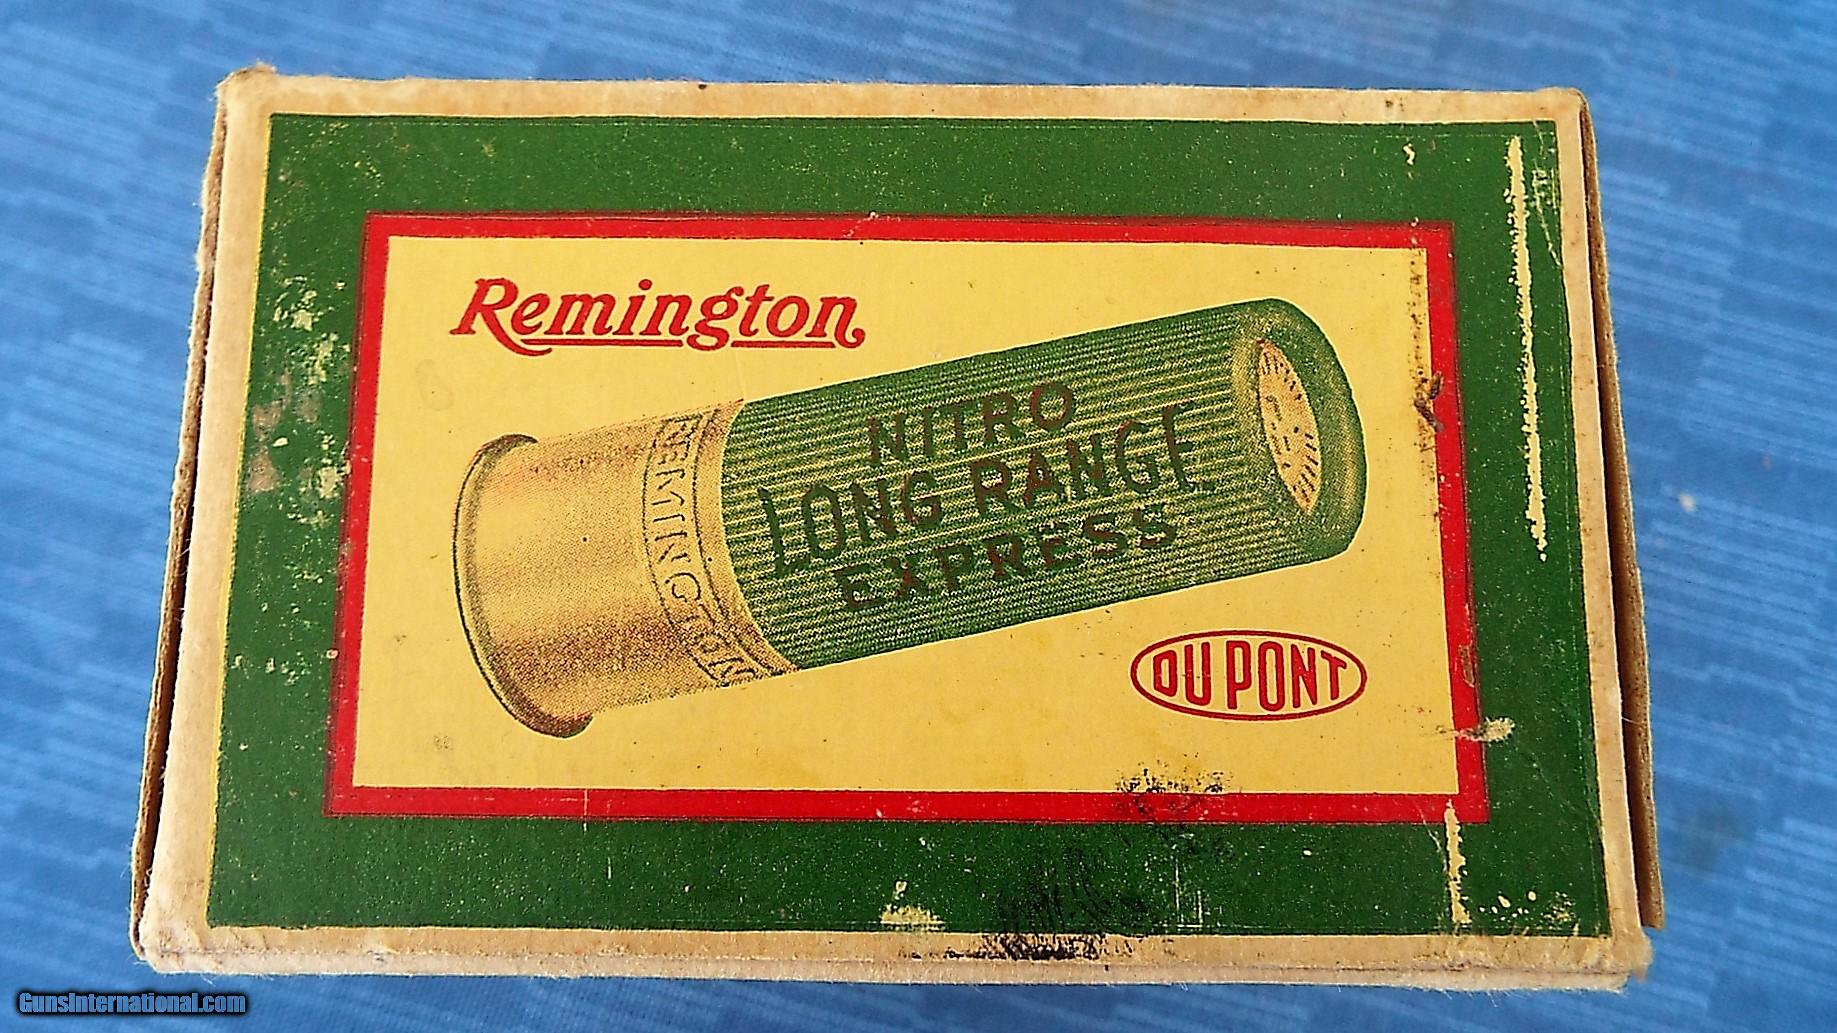 Remington
REMINGTON
NITRO
LONG RANGE
EXPRESS
DU PONT
GunsInternational.com